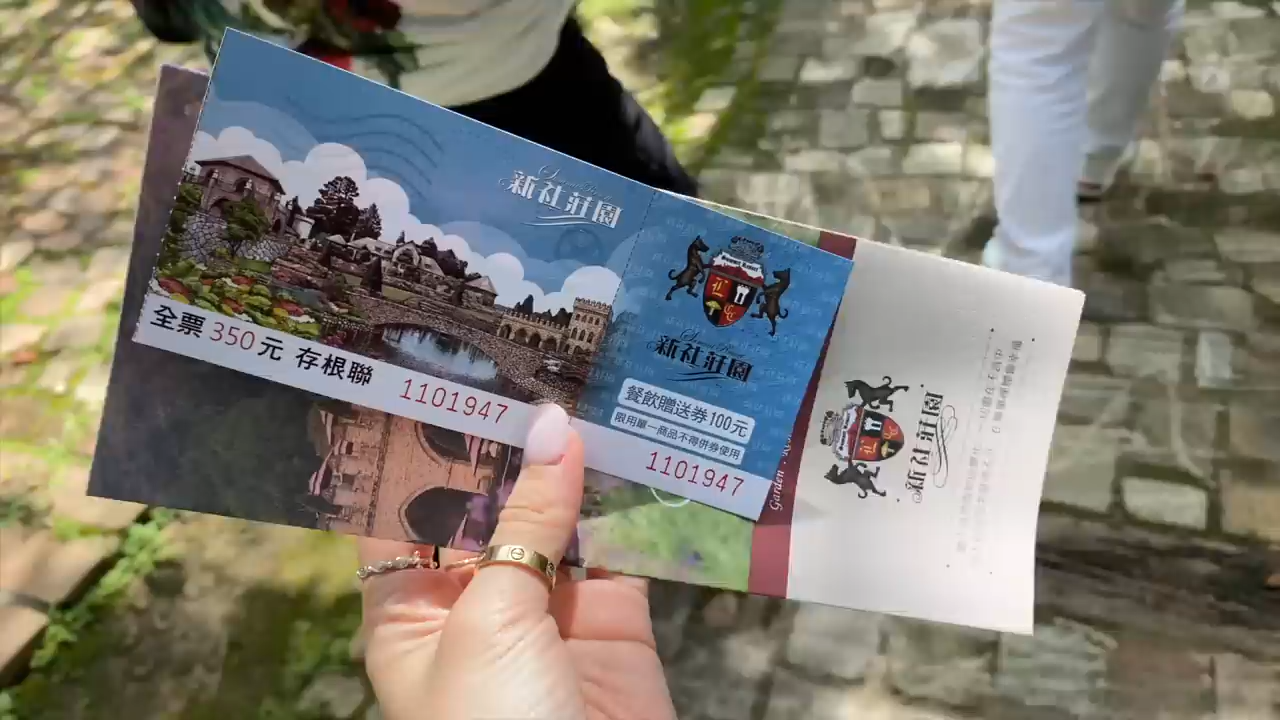 新社莊園
全票 350元 存根聯
1101947
新社莊園
餐飲贈送券100元
限用單一商品不得併券使用
1101947
Garden
新社莊園